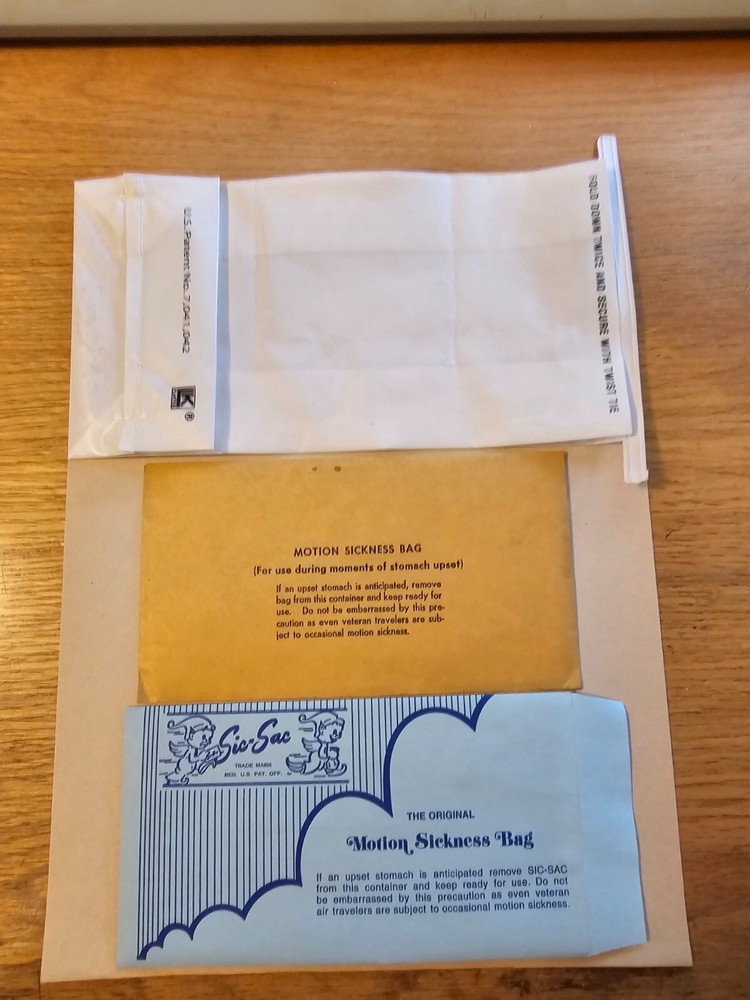 U.S. Patent No. 7,041,042
LK®
FOLD DOWN TWICE AND SECURE WITH TWIST TIE
MOTION SICKNESS BAG
(For use during moments of stomach upset)
If an upset stomach is anticipated, remove
bag from this container and keep ready for
use. Do not be embarrassed by this pre-
caution as even veteran travelers are sub-
ject to occasional motion sickness.
Sic-Sac
TRADE MARK
REG. U.S. PAT. OFF.
THE ORIGINAL
Motion Sickness Bag
If an upset stomach is anticipated remove SIC-SAC
from this container and keep ready for use. Do not
be embarrassed by this precaution as even veteran
air travelers are subject to occasional motion sickness.